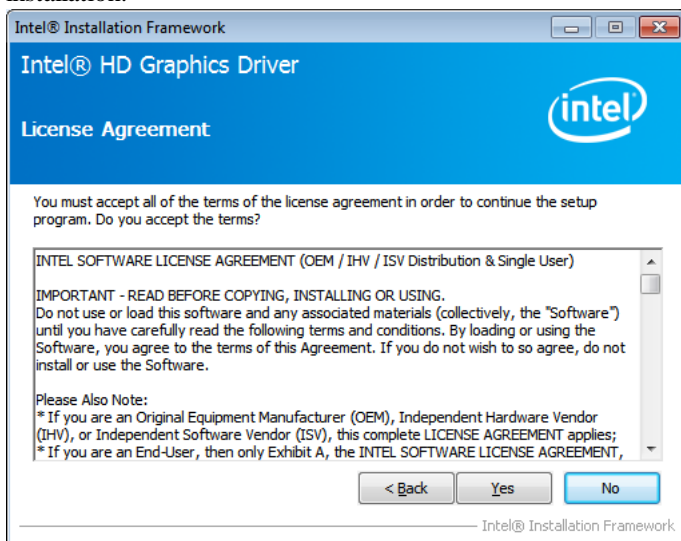 Intel® Installation Framework
Intel® HD Graphics Driver
intel
License Agreement
You must accept all of the terms of the license agreement in order to continue the setup
program. Do you accept the terms?
INTEL SOFTWARE LICENSE AGREEMENT (OEM / IHV / ISV Distribution & Single User)
IMPORTANT - READ BEFORE COPYING, INSTALLING OR USING.
Do not use or load this software and any associated materials (collectively, the "Software")
until you have carefully read the following terms and conditions. By loading or using the
Software, you agree to the terms of this Agreement. If you do not wish to so agree, do not
install or use the Software.
Please Also Note:
* If you are an Original Equipment Manufacturer (OEM), Independent Hardware Vendor
(IHV), or Independent Software Vendor (ISV), this complete LICENSE AGREEMENT applies;
* If you are an End-User, then only Exhibit A, the INTEL SOFTWARE LICENSE AGREEMENT,
< Back Yes No
Intel® Installation Framework